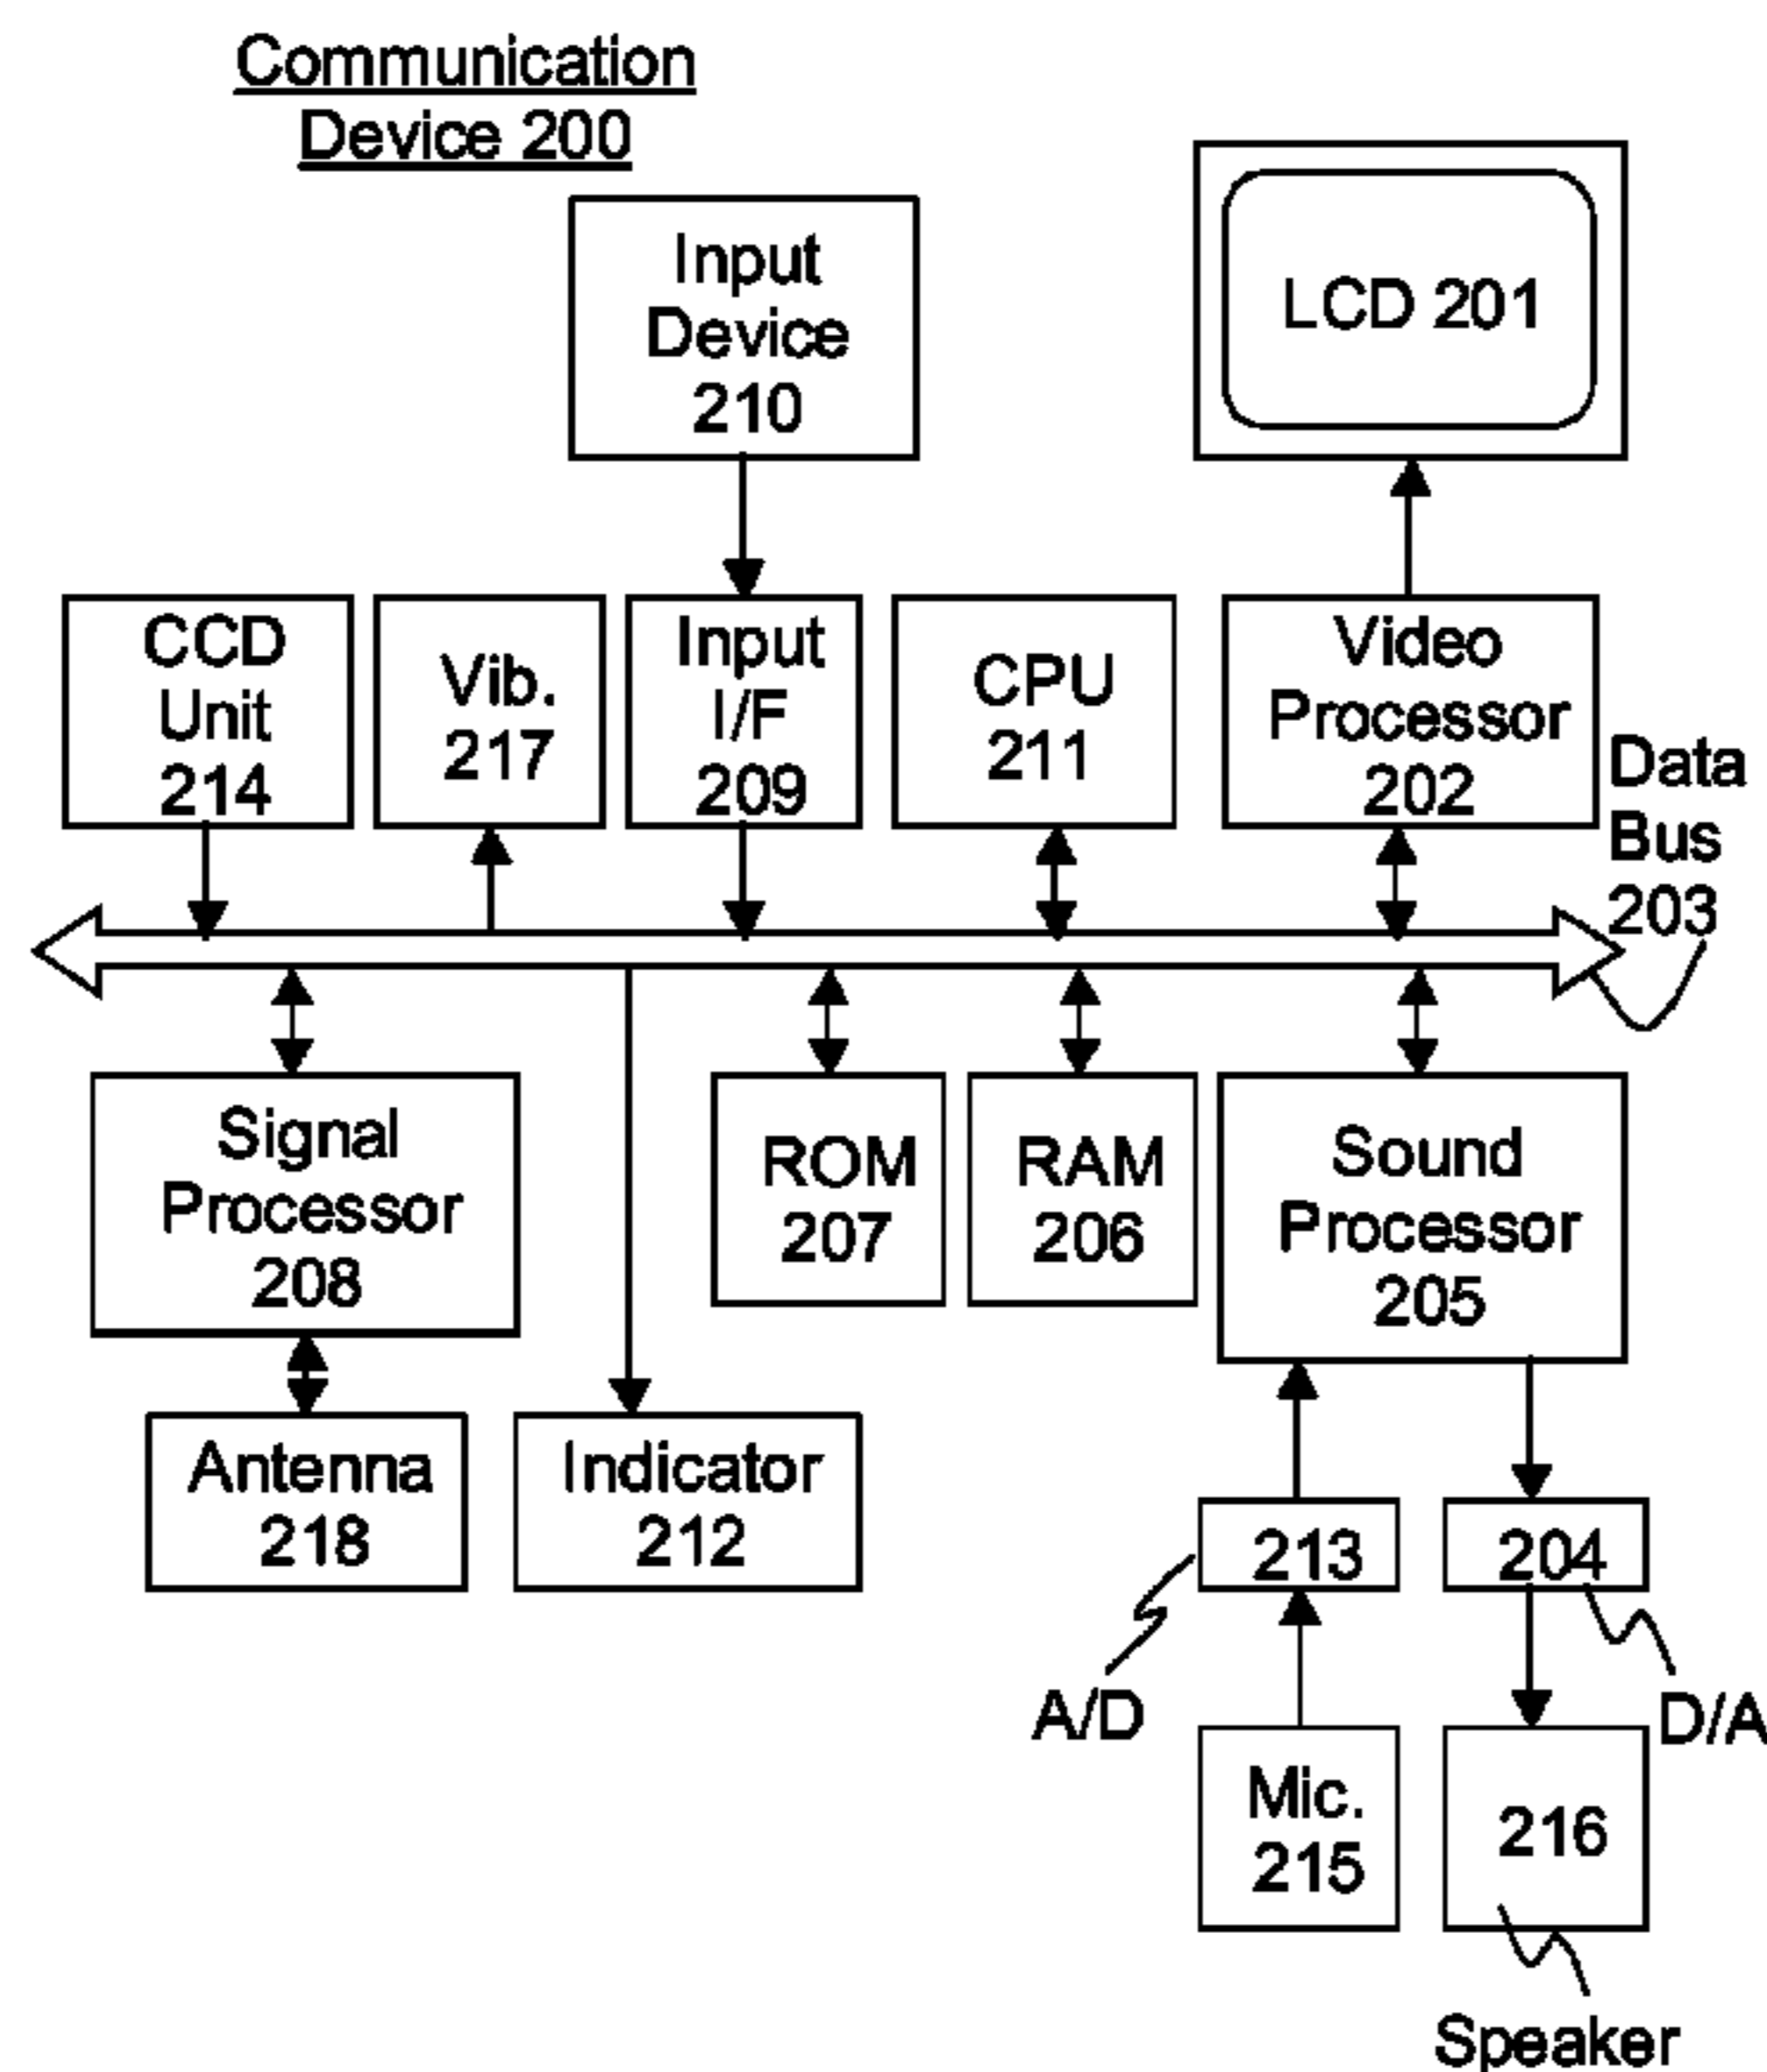 Communication
Device 200
Input
Device
210
LCD 201
CCD
Unit
214
Vib.
217
Input
I/F
209
CPU
211
Video
Processor
202
Data
Bus
203
Signal
Processor
208
ROM
207
RAM
206
Sound
Processor
205
Antenna
218
Indicator
212
213
204
A/D
D/A
Mic.
215
216
Speaker